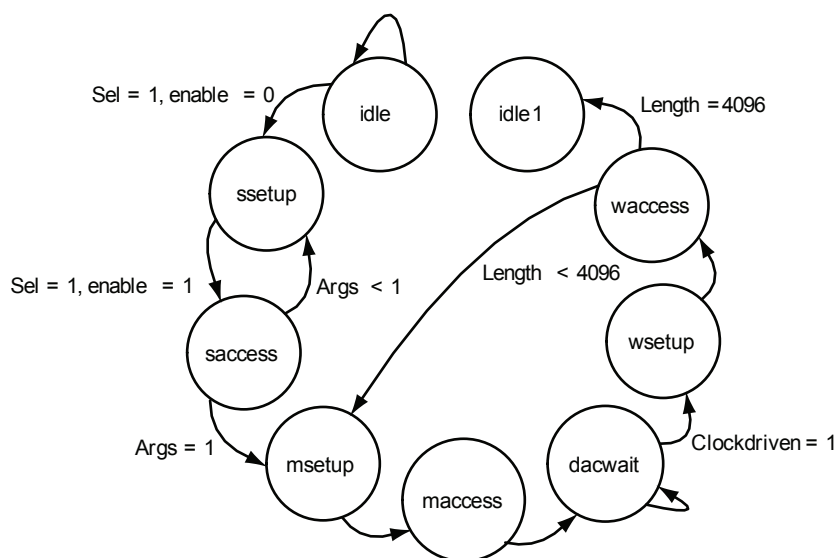 Sel = 1, enable = 0
idle
idle1
Length = 4096
ssetup
waccess
Sel = 1, enable = 1
Args < 1
Length < 4096
saccess
wsetup
Args = 1
msetup
maccess
dacwait
Clockdriven = 1